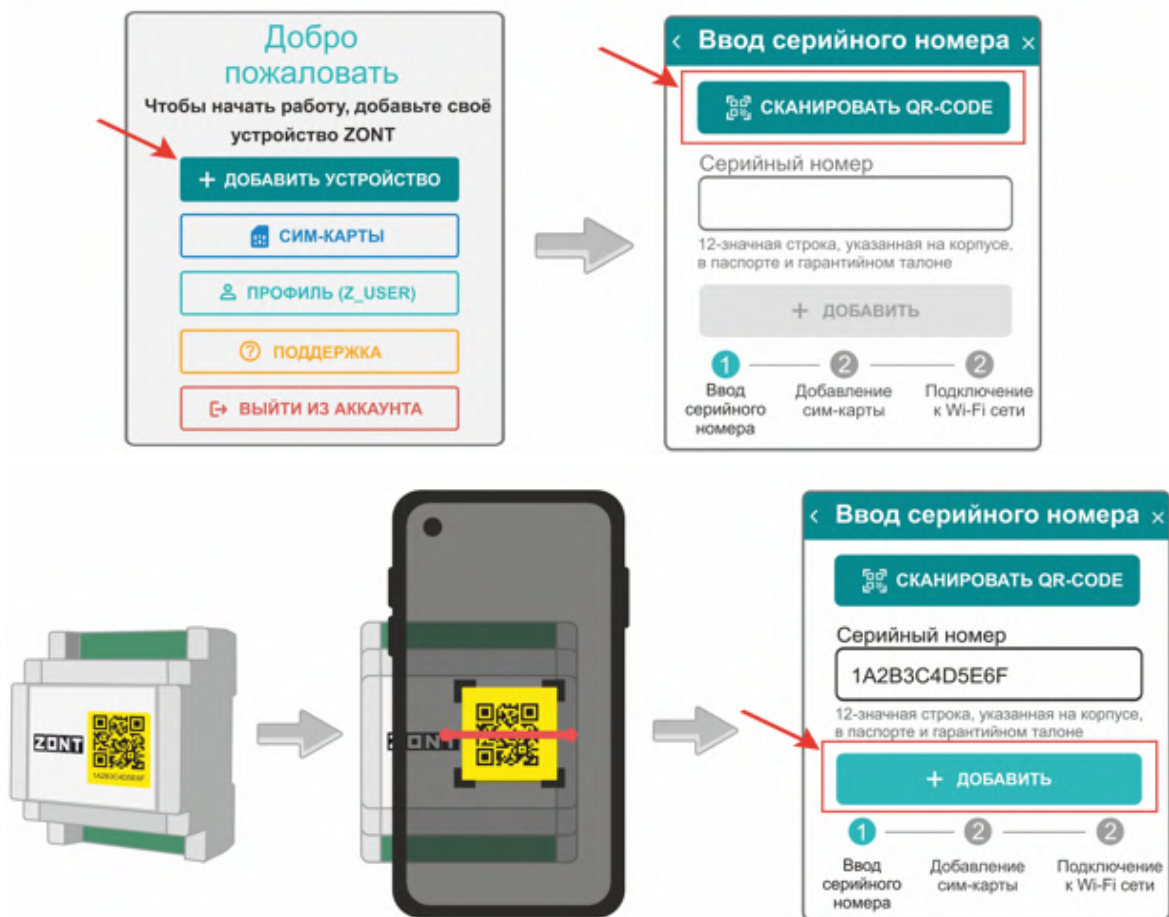 Добро
пожаловать
Чтобы начать работу, добавьте своё
устройство ZONT
+ ДОБАВИТЬ УСТРОЙСТВО
СИМ-КАРТЫ
ПРОФИЛЬ (Z_USER)
ПОДДЕРЖКА
ВЫЙТИ ИЗ АККАУНТА
< Ввод серийного номера ×
СКАНИРОВАТЬ QR-CODE
Серийный номер
12-значная строка, указанная на корпусе,
в паспорте и гарантийном талоне
+ ДОБАВИТЬ
1 2 2
Ввод серийного номера
Добавление сим-карты
Подключение к Wi-Fi сети
ZONT
1A2B3C4D5E6F
ZONT
< Ввод серийного номера ×
СКАНИРОВАТЬ QR-CODE
Серийный номер
1A2B3C4D5E6F
12-значная строка, указанная на корпусе,
в паспорте и гарантийном талоне
+ ДОБАВИТЬ
1 2 2
Ввод серийного номера
Добавление сим-карты
Подключение к Wi-Fi сети